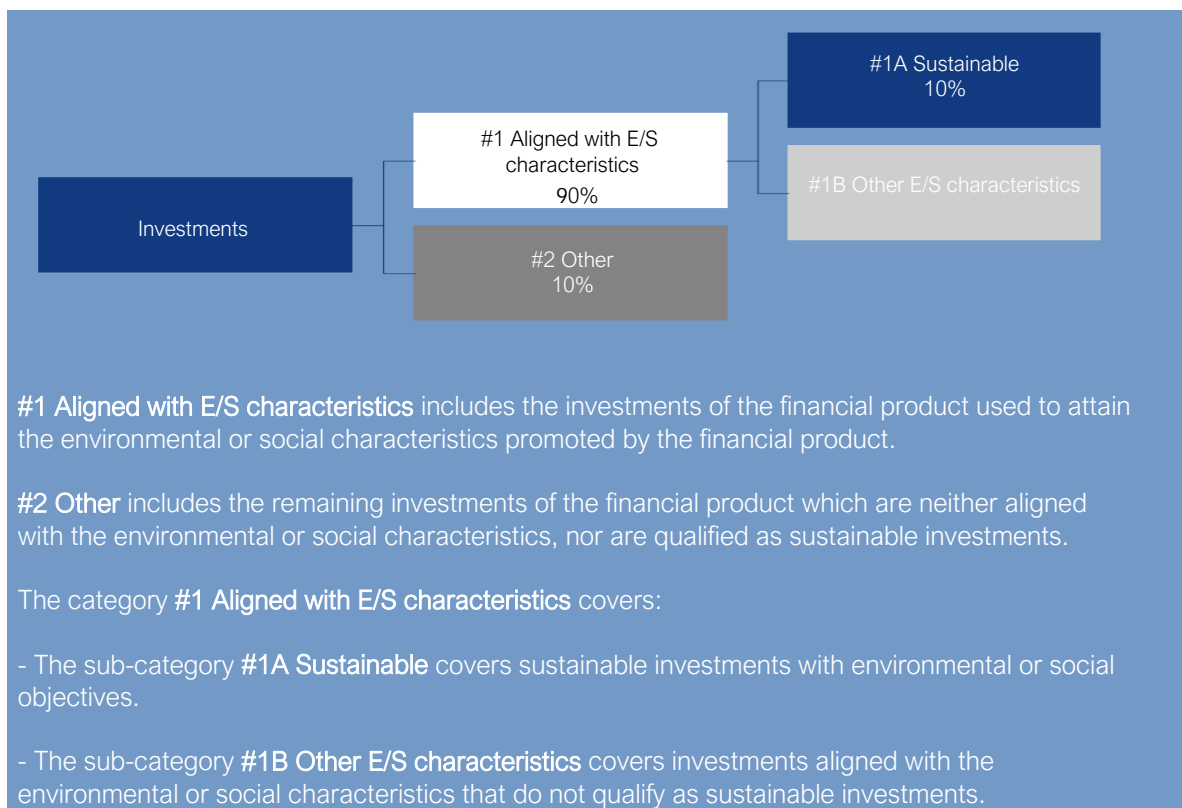 Investments
#1 Aligned with E/S
characteristics
90%
#2 Other
10%
#1A Sustainable
10%
#1B Other E/S characteristics
#1 Aligned with E/S characteristics includes the investments of the financial product used to attain
the environmental or social characteristics promoted by the financial product.
#2 Other includes the remaining investments of the financial product which are neither aligned
with the environmental or social characteristics, nor are qualified as sustainable investments.
The category #1 Aligned with E/S characteristics covers:
- The sub-category #1A Sustainable covers sustainable investments with environmental or social
objectives.
- The sub-category #1B Other E/S characteristics covers investments aligned with the
environmental or social characteristics that do not qualify as sustainable investments.